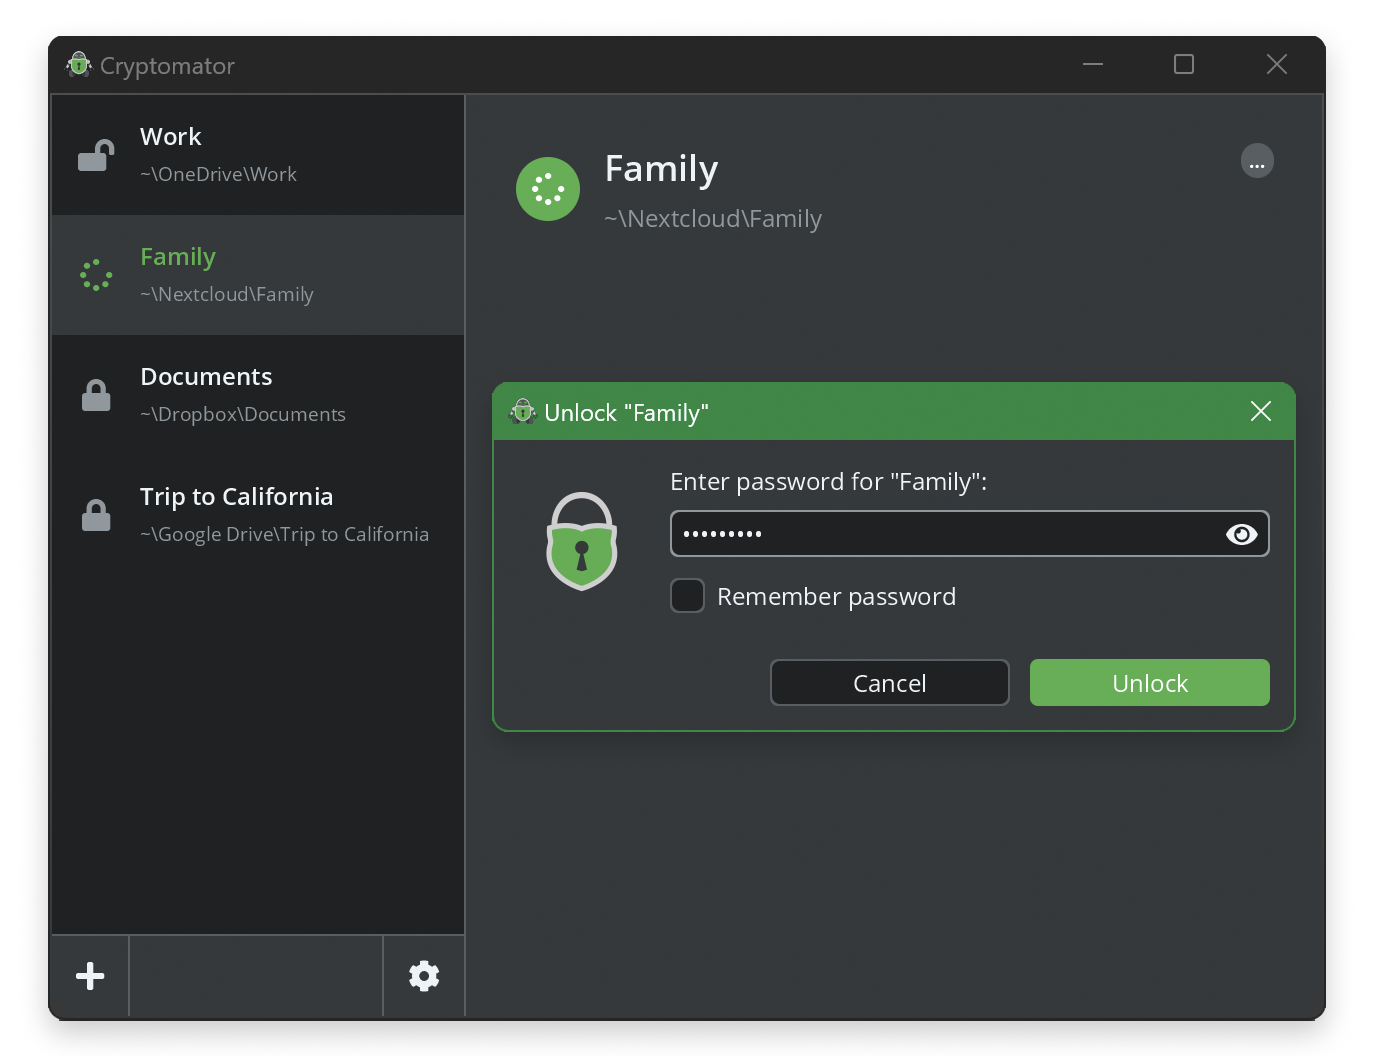 Cryptomator
Work
~\OneDrive\Work
Family
~\Nextcloud\Family
Documents
~\Dropbox\Documents
Trip to California
~\Google Drive\Trip to California
Family
~\Nextcloud\Family
...
Unlock "Family"
Enter password for "Family":
•••••••••
Remember password
Cancel
Unlock